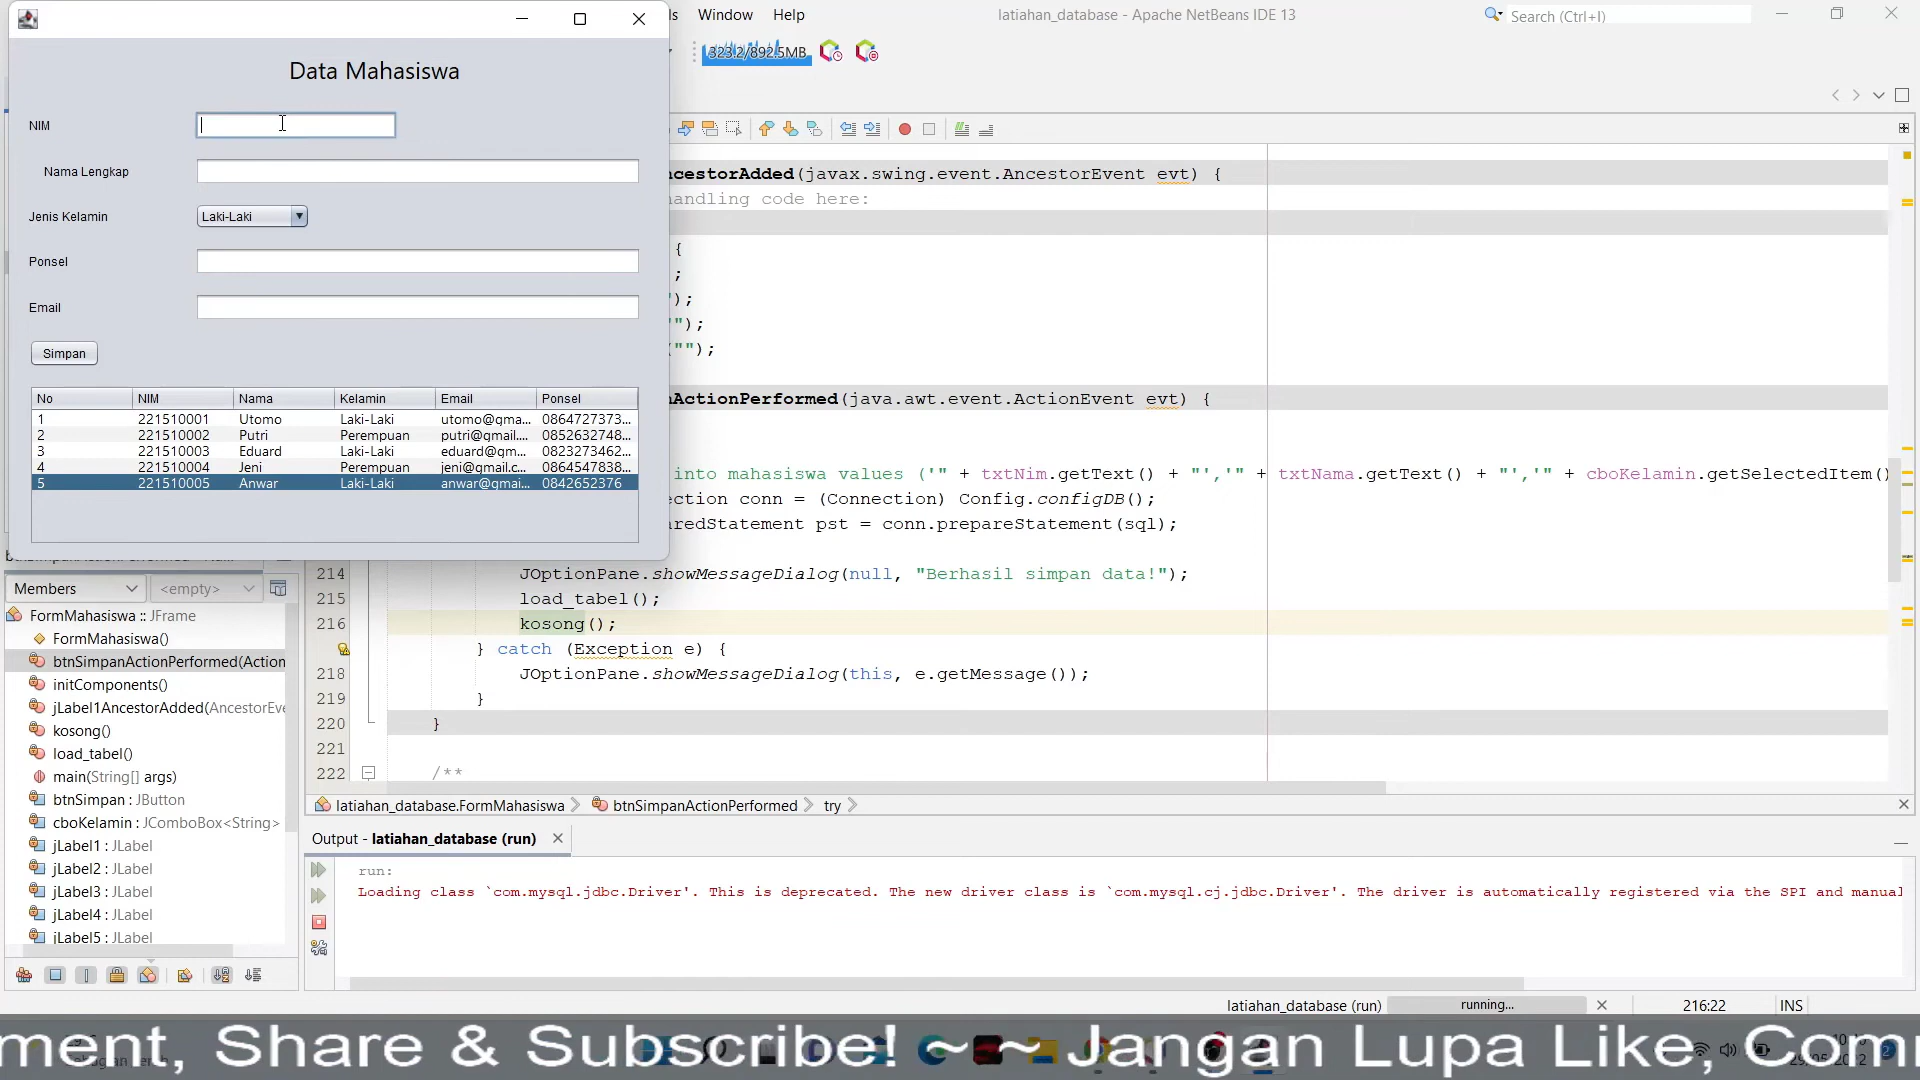 ls Window Help
latiahan_database - Apache NetBeans IDE 13
Search (Ctrl+I)
323.2/892.5MB
Data Mahasiswa
NIM
Nama Lengkap
Jenis Kelamin Laki-Laki
Ponsel
Email
Simpan
No NIM Nama Kelamin Email Ponsel
1 221510001 Utomo Laki-Laki utomo@gma... 0864727373...
2 221510002 Putri Perempuan putri@gmail.... 0852632748...
3 221510003 Eduard Laki-Laki eduard@gm... 0823273462...
4 221510004 Jeni Perempuan jeni@gmail.c... 0864547838...
5 221510005 Anwar Laki-Laki anwar@gmai... 0842652376
ncestorAdded(javax.swing.event.AncestorEvent evt) {
handling code here:
{
;
");
"");
("");
nActionPerformed(java.awt.event.ActionEvent evt) {
into mahasiswa values ('" + txtNim.getText() + "','" + txtNama.getText() + "','" + cboKelamin.getSelectedItem()
ection conn = (Connection) Config.configDB();
aredStatement pst = conn.prepareStatement(sql);
214 JOptionPane.showMessageDialog(null, "Berhasil simpan data!");
215 load_tabel();
216 kosong();
} catch (Exception e) {
218 JOptionPane.showMessageDialog(this, e.getMessage());
219 }
220 }
221
222 /**
Members <empty>
FormMahasiswa :: JFrame
FormMahasiswa()
btnSimpanActionPerformed(Action
initComponents()
jLabel1AncestorAdded(AncestorEve
kosong()
load_tabel()
main(String[] args)
btnSimpan : JButton
cboKelamin : JComboBox<String>
jLabel1 : JLabel
jLabel2 : JLabel
jLabel3 : JLabel
jLabel4 : JLabel
jLabel5 : JLabel
latiahan_database.FormMahasiswa btnSimpanActionPerformed try
Output - latiahan_database (run)
run:
Loading class `com.mysql.jdbc.Driver'. This is deprecated. The new driver class is `com.mysql.cj.jdbc.Driver'. The driver is automatically registered via the SPI and manual
latiahan_database (run) running... 216:22 INS
ment, Share & Subscribe! ~ ~ Jangan Lupa Like, Com